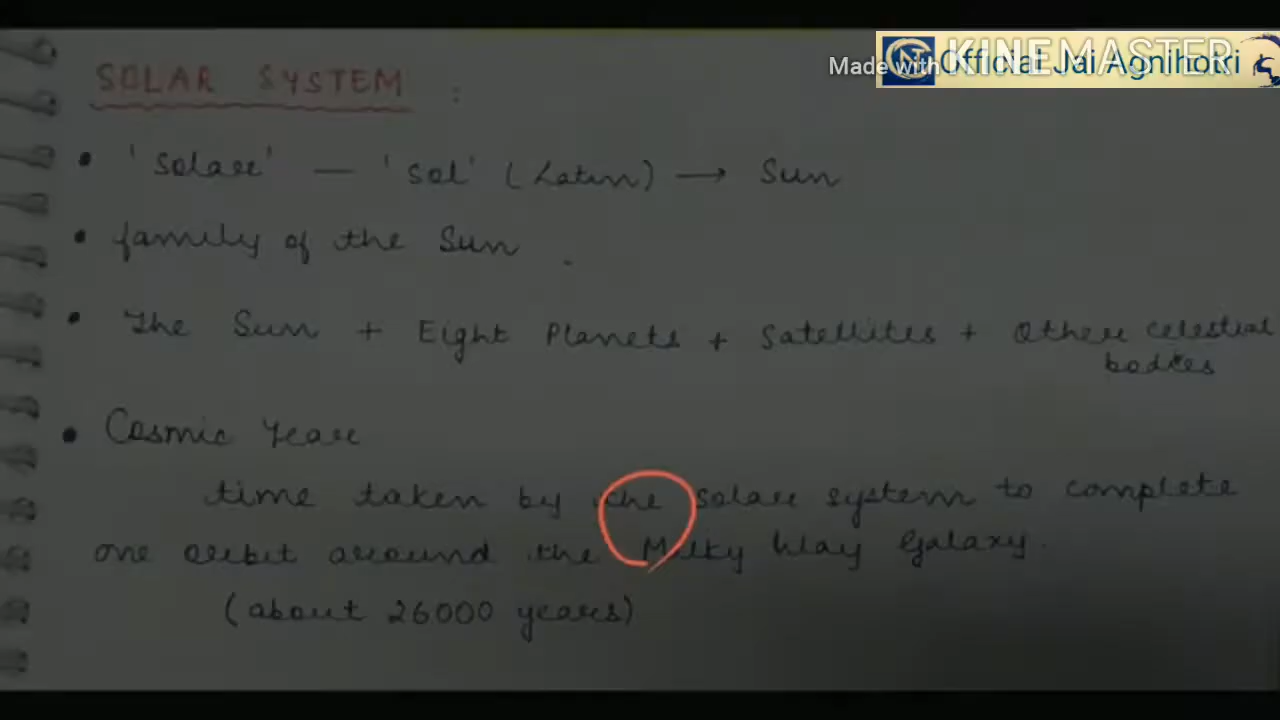 Made with KINEMASTER
Official Jai Agnihotri
SOLAR SYSTEM :
• 'Solar' — 'Sol' (Latin) → Sun
• family of the Sun
• The Sun + Eight Planets + Satellites + Other celestial
bodies
• Cosmic Year
time taken by the solar system to complete
one orbit around the Milky Way Galaxy.
(about 26000 years)